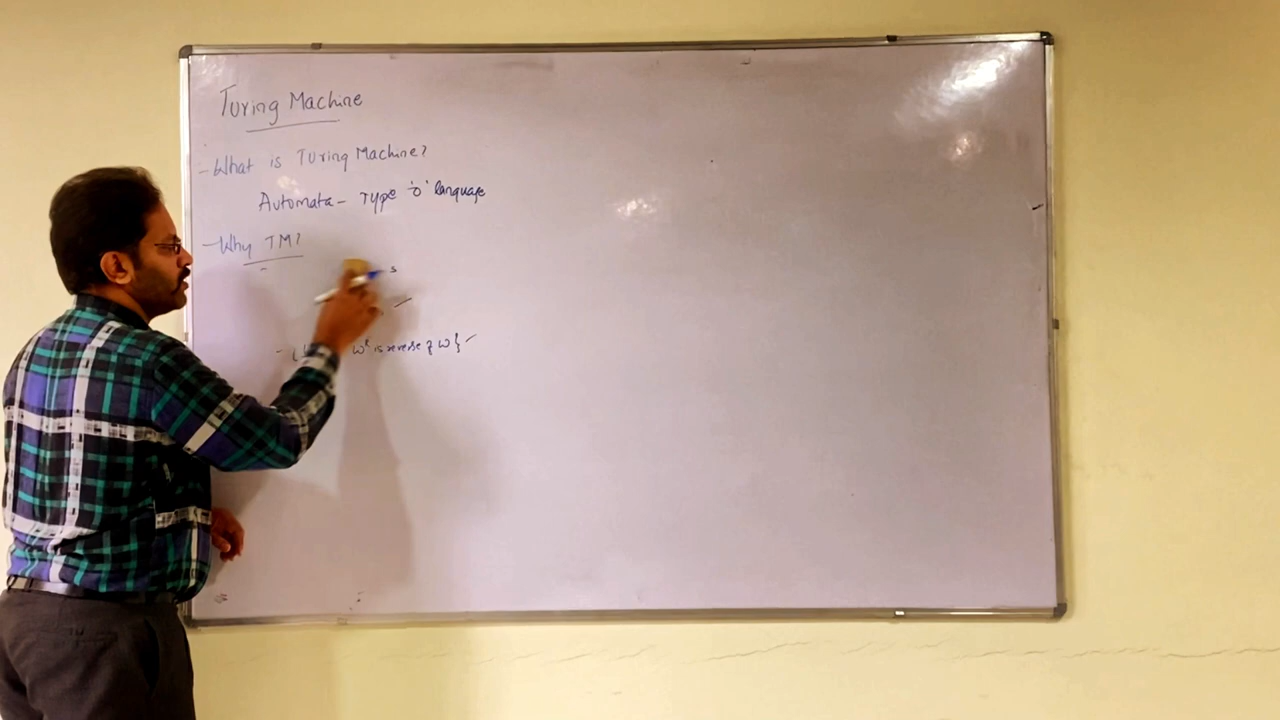 Turing Machine
- What is Turing Machine?
Automata - Type '0' language
- Why TM?
s
- { ω^R is reverse of ω}